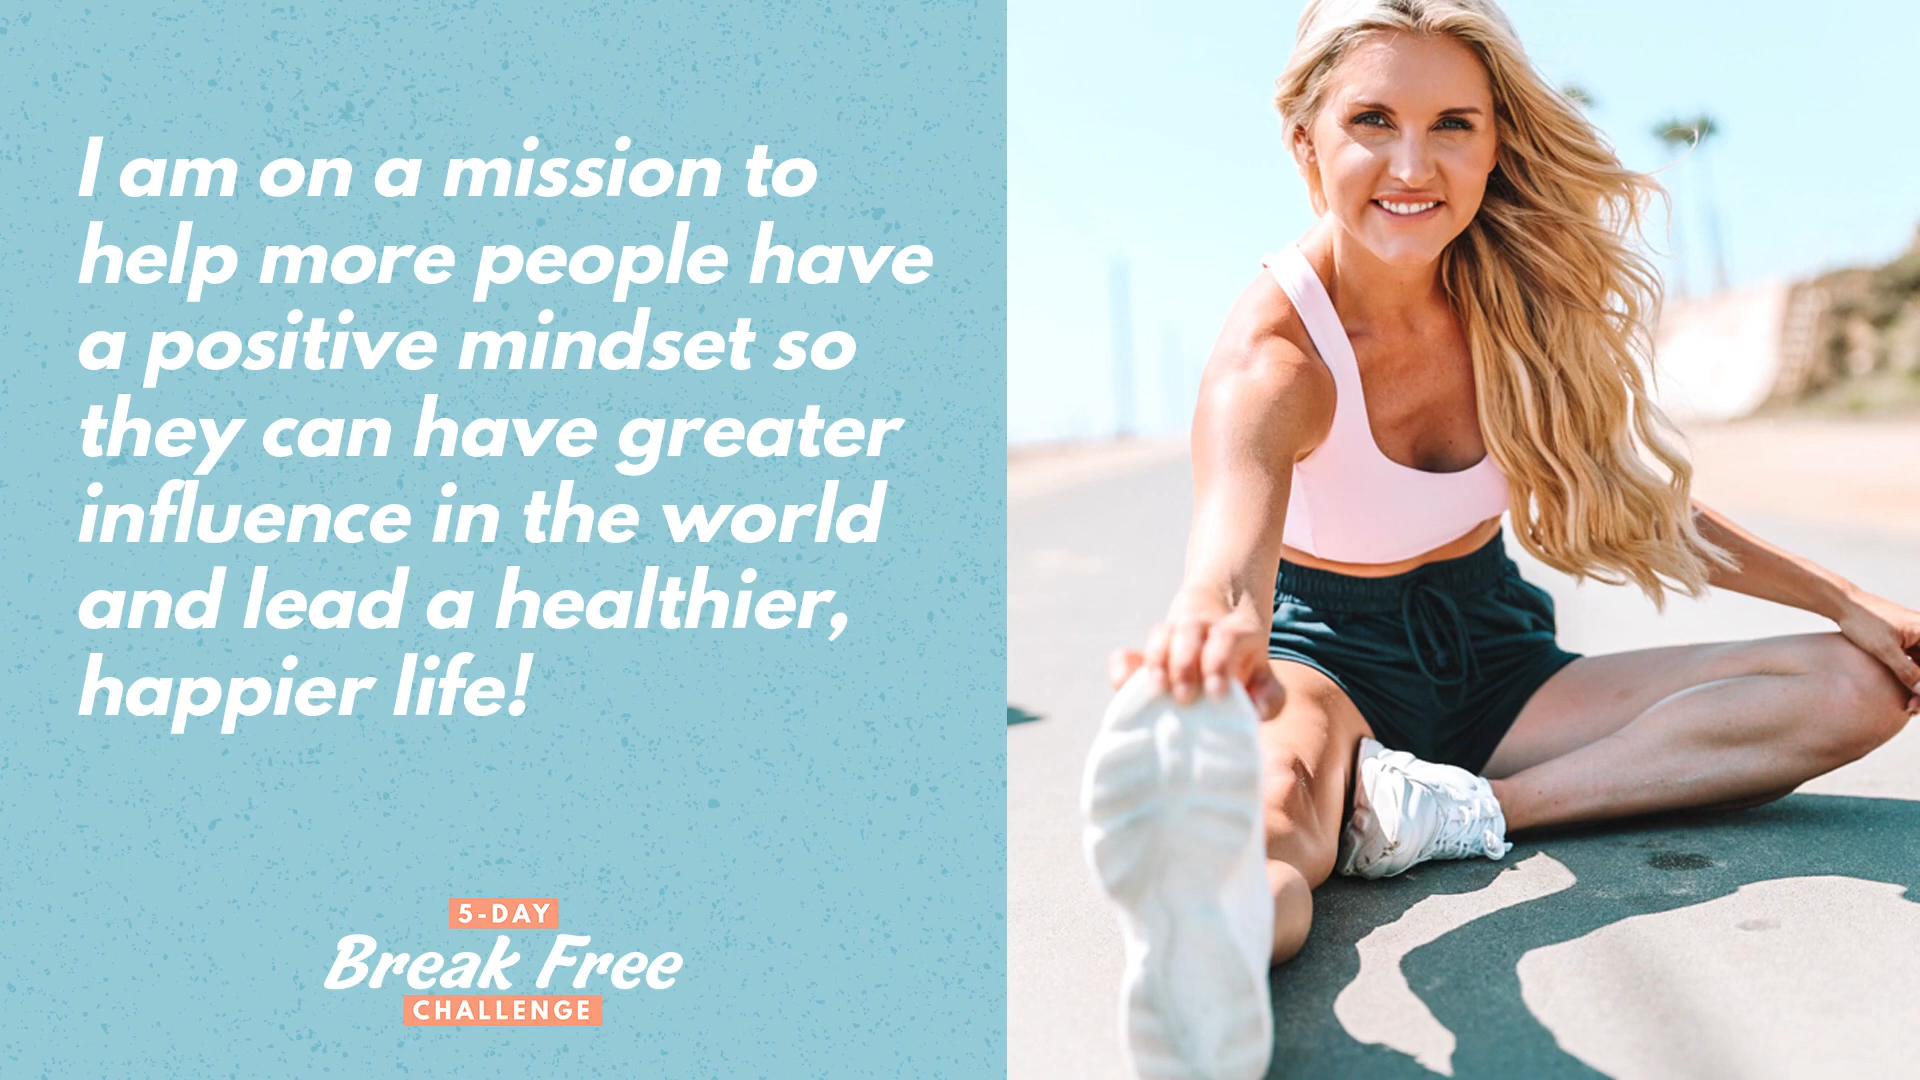 I am on a mission to
help more people have
a positive mindset so
they can have greater
influence in the world
and lead a healthier,
happier life!
5-DAY
Break Free
CHALLENGE